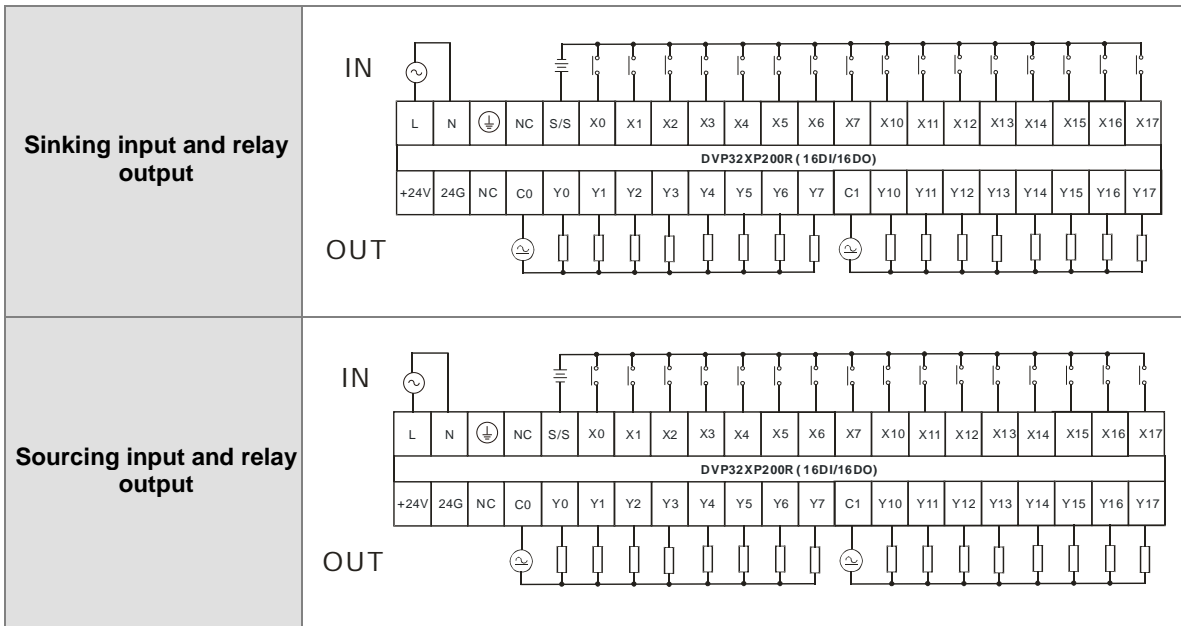 Sinking input and relay
output
IN
L N NC S/S X0 X1 X2 X3 X4 X5 X6 X7 X10 X11 X12 X13 X14 X15 X16 X17
DVP32XP200R (16DI/16DO)
+24V 24G NC C0 Y0 Y1 Y2 Y3 Y4 Y5 Y6 Y7 C1 Y10 Y11 Y12 Y13 Y14 Y15 Y16 Y17
OUT
Sourcing input and relay
output
IN
L N NC S/S X0 X1 X2 X3 X4 X5 X6 X7 X10 X11 X12 X13 X14 X15 X16 X17
DVP32XP200R (16DI/16DO)
+24V 24G NC C0 Y0 Y1 Y2 Y3 Y4 Y5 Y6 Y7 C1 Y10 Y11 Y12 Y13 Y14 Y15 Y16 Y17
OUT